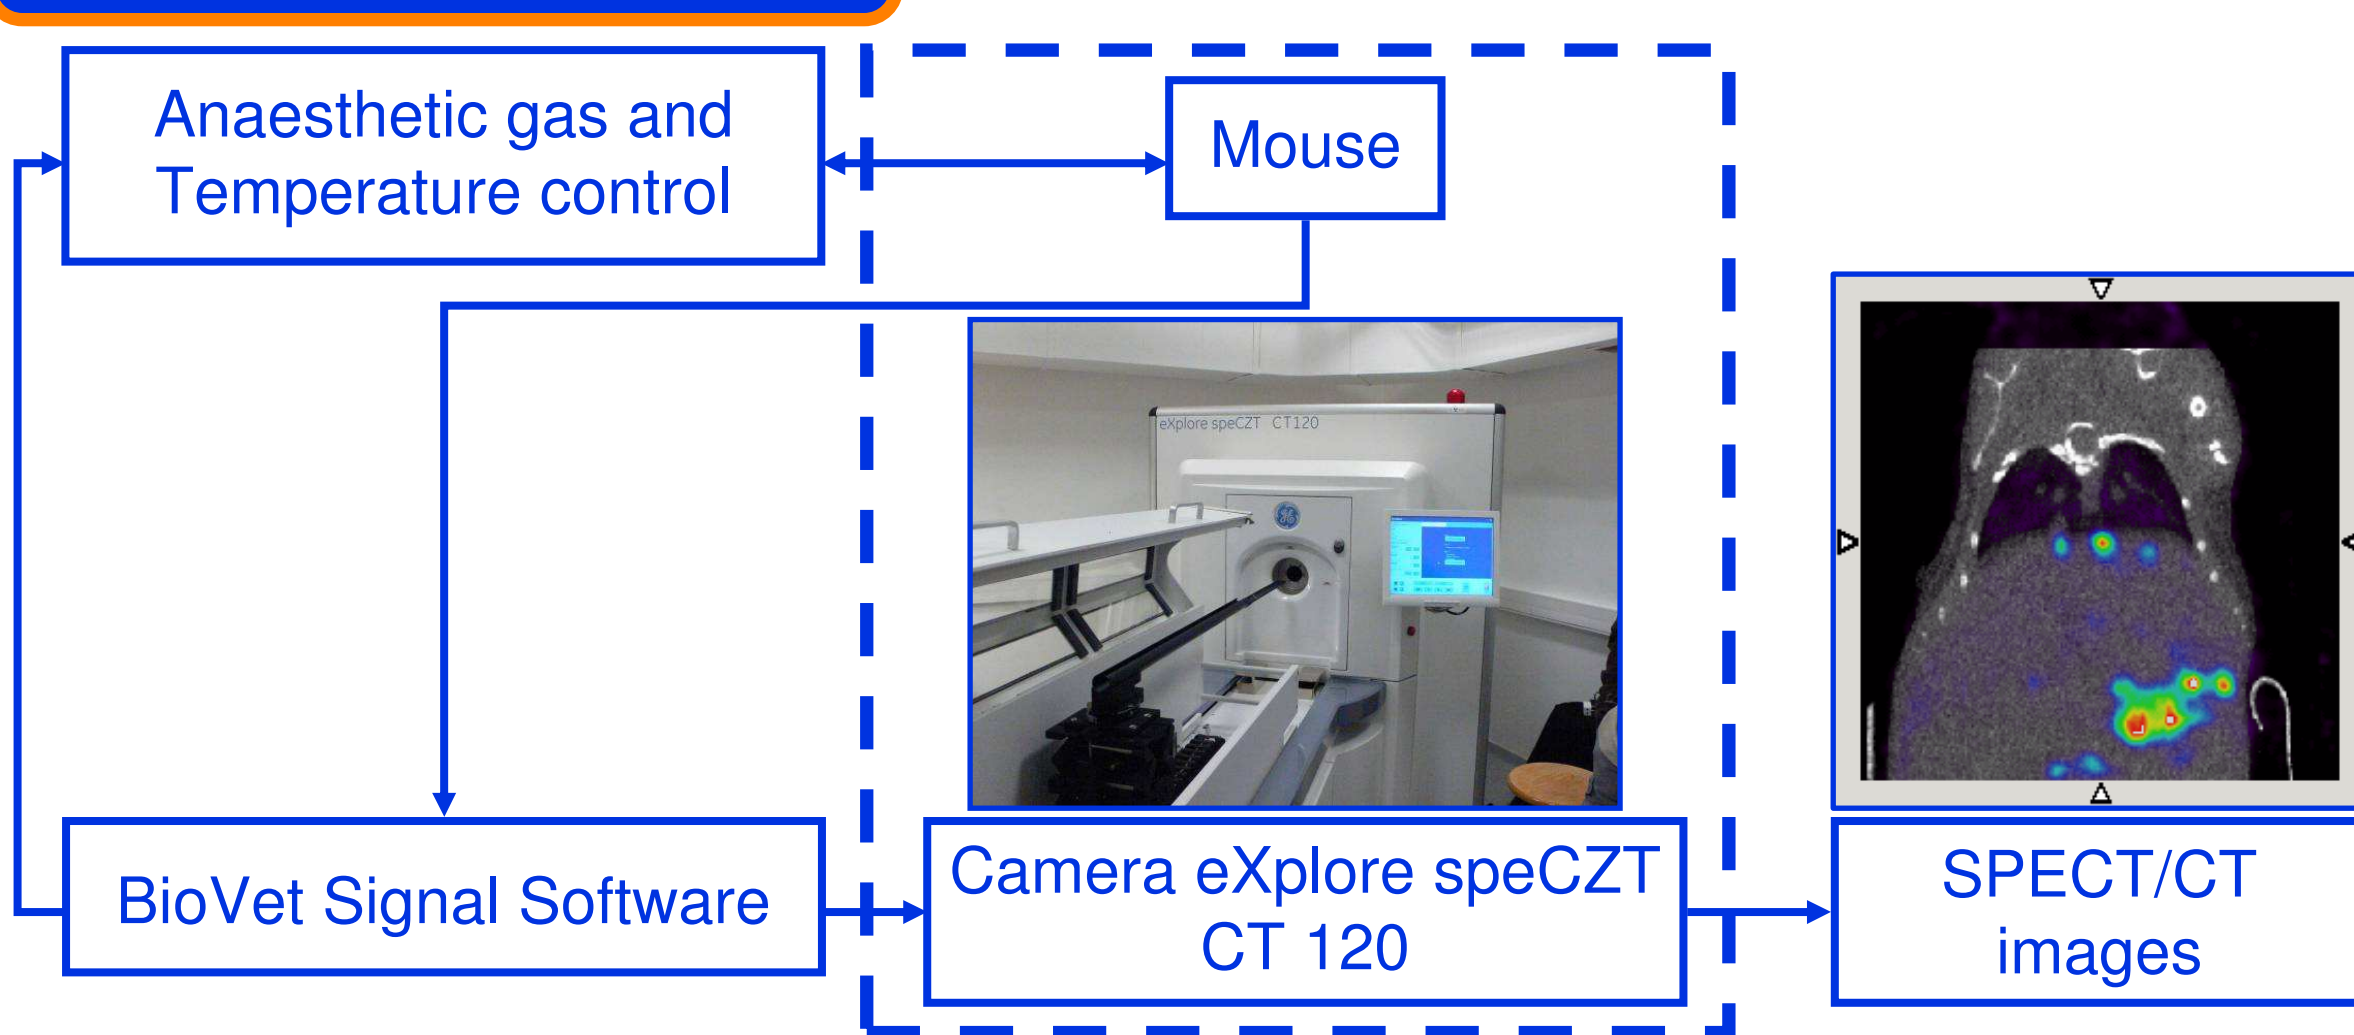 Anaesthetic gas and
Temperature control
Mouse
eXplore speCZT CT120
BioVet Signal Software
Camera eXplore speCZT
CT 120
SPECT/CT
images